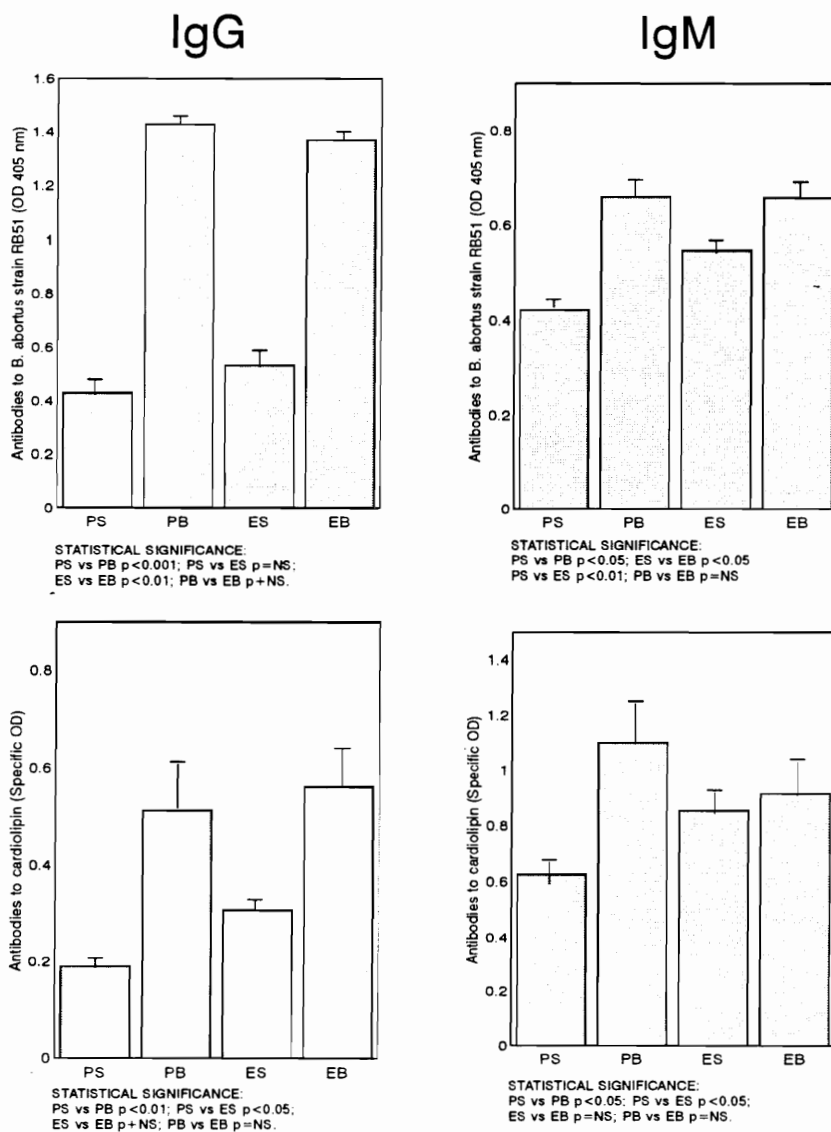 IgG
IgM
Antibodies to B. abortus strain RB51 (OD 405 nm)
1.6
1.4
1.2
1
0.8
0.6
0.4
0.2
0
PS PB ES EB
STATISTICAL SIGNIFICANCE:
PS vs PB p<0.001; PS vs ES p=NS;
ES vs EB p<0.01; PB vs EB p+NS.
Antibodies to B. abortus strain RB51 (OD 405 nm)
0.8
0.6
0.4
0.2
0
PS PB ES EB
STATISTICAL SIGNIFICANCE:
PS vs PB p<0.05; ES vs EB p<0.05
PS vs ES p<0.01; PB vs EB p=NS
Antibodies to cardiolipin (Specific OD)
0.8
0.6
0.4
0.2
0
PS PB ES EB
STATISTICAL SIGNIFICANCE:
PS vs PB p<0.01; PS vs ES p<0.05;
ES vs EB p+NS; PB vs EB p=NS.
Antibodies to cardiolipin (Specific OD)
1.4
1.2
1
0.8
0.6
0.4
0.2
0
PS PB ES EB
STATISTICAL SIGNIFICANCE:
PS vs PB p<0.05; PS vs ES p<0.05;
ES vs EB p=NS; PB vs EB p=NS.